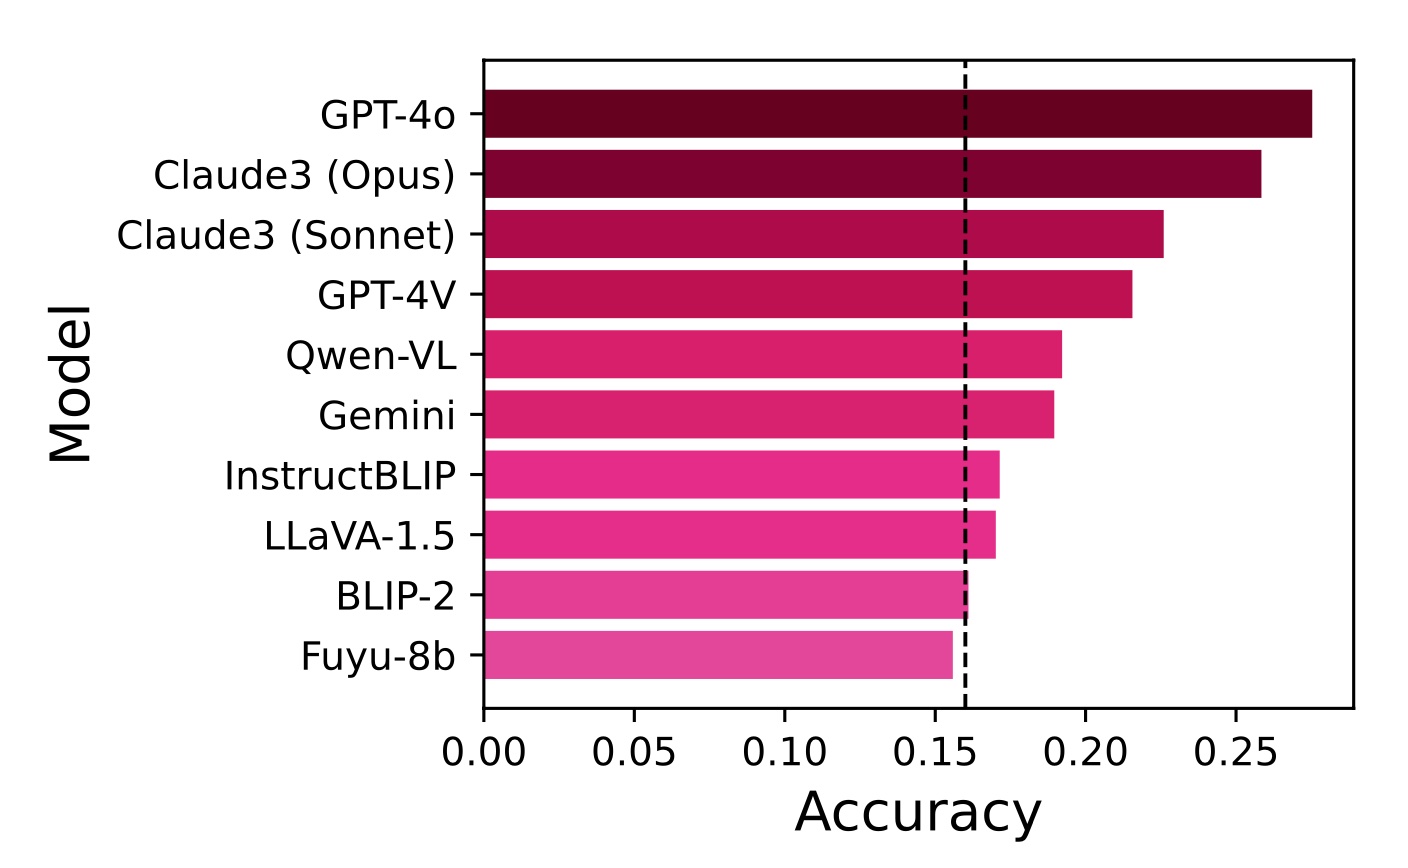 GPT-4o
Claude3 (Opus)
Claude3 (Sonnet)
GPT-4V
Qwen-VL
Gemini
InstructBLIP
LLaVA-1.5
BLIP-2
Fuyu-8b
Model
0.00 0.05 0.10 0.15 0.20 0.25
Accuracy